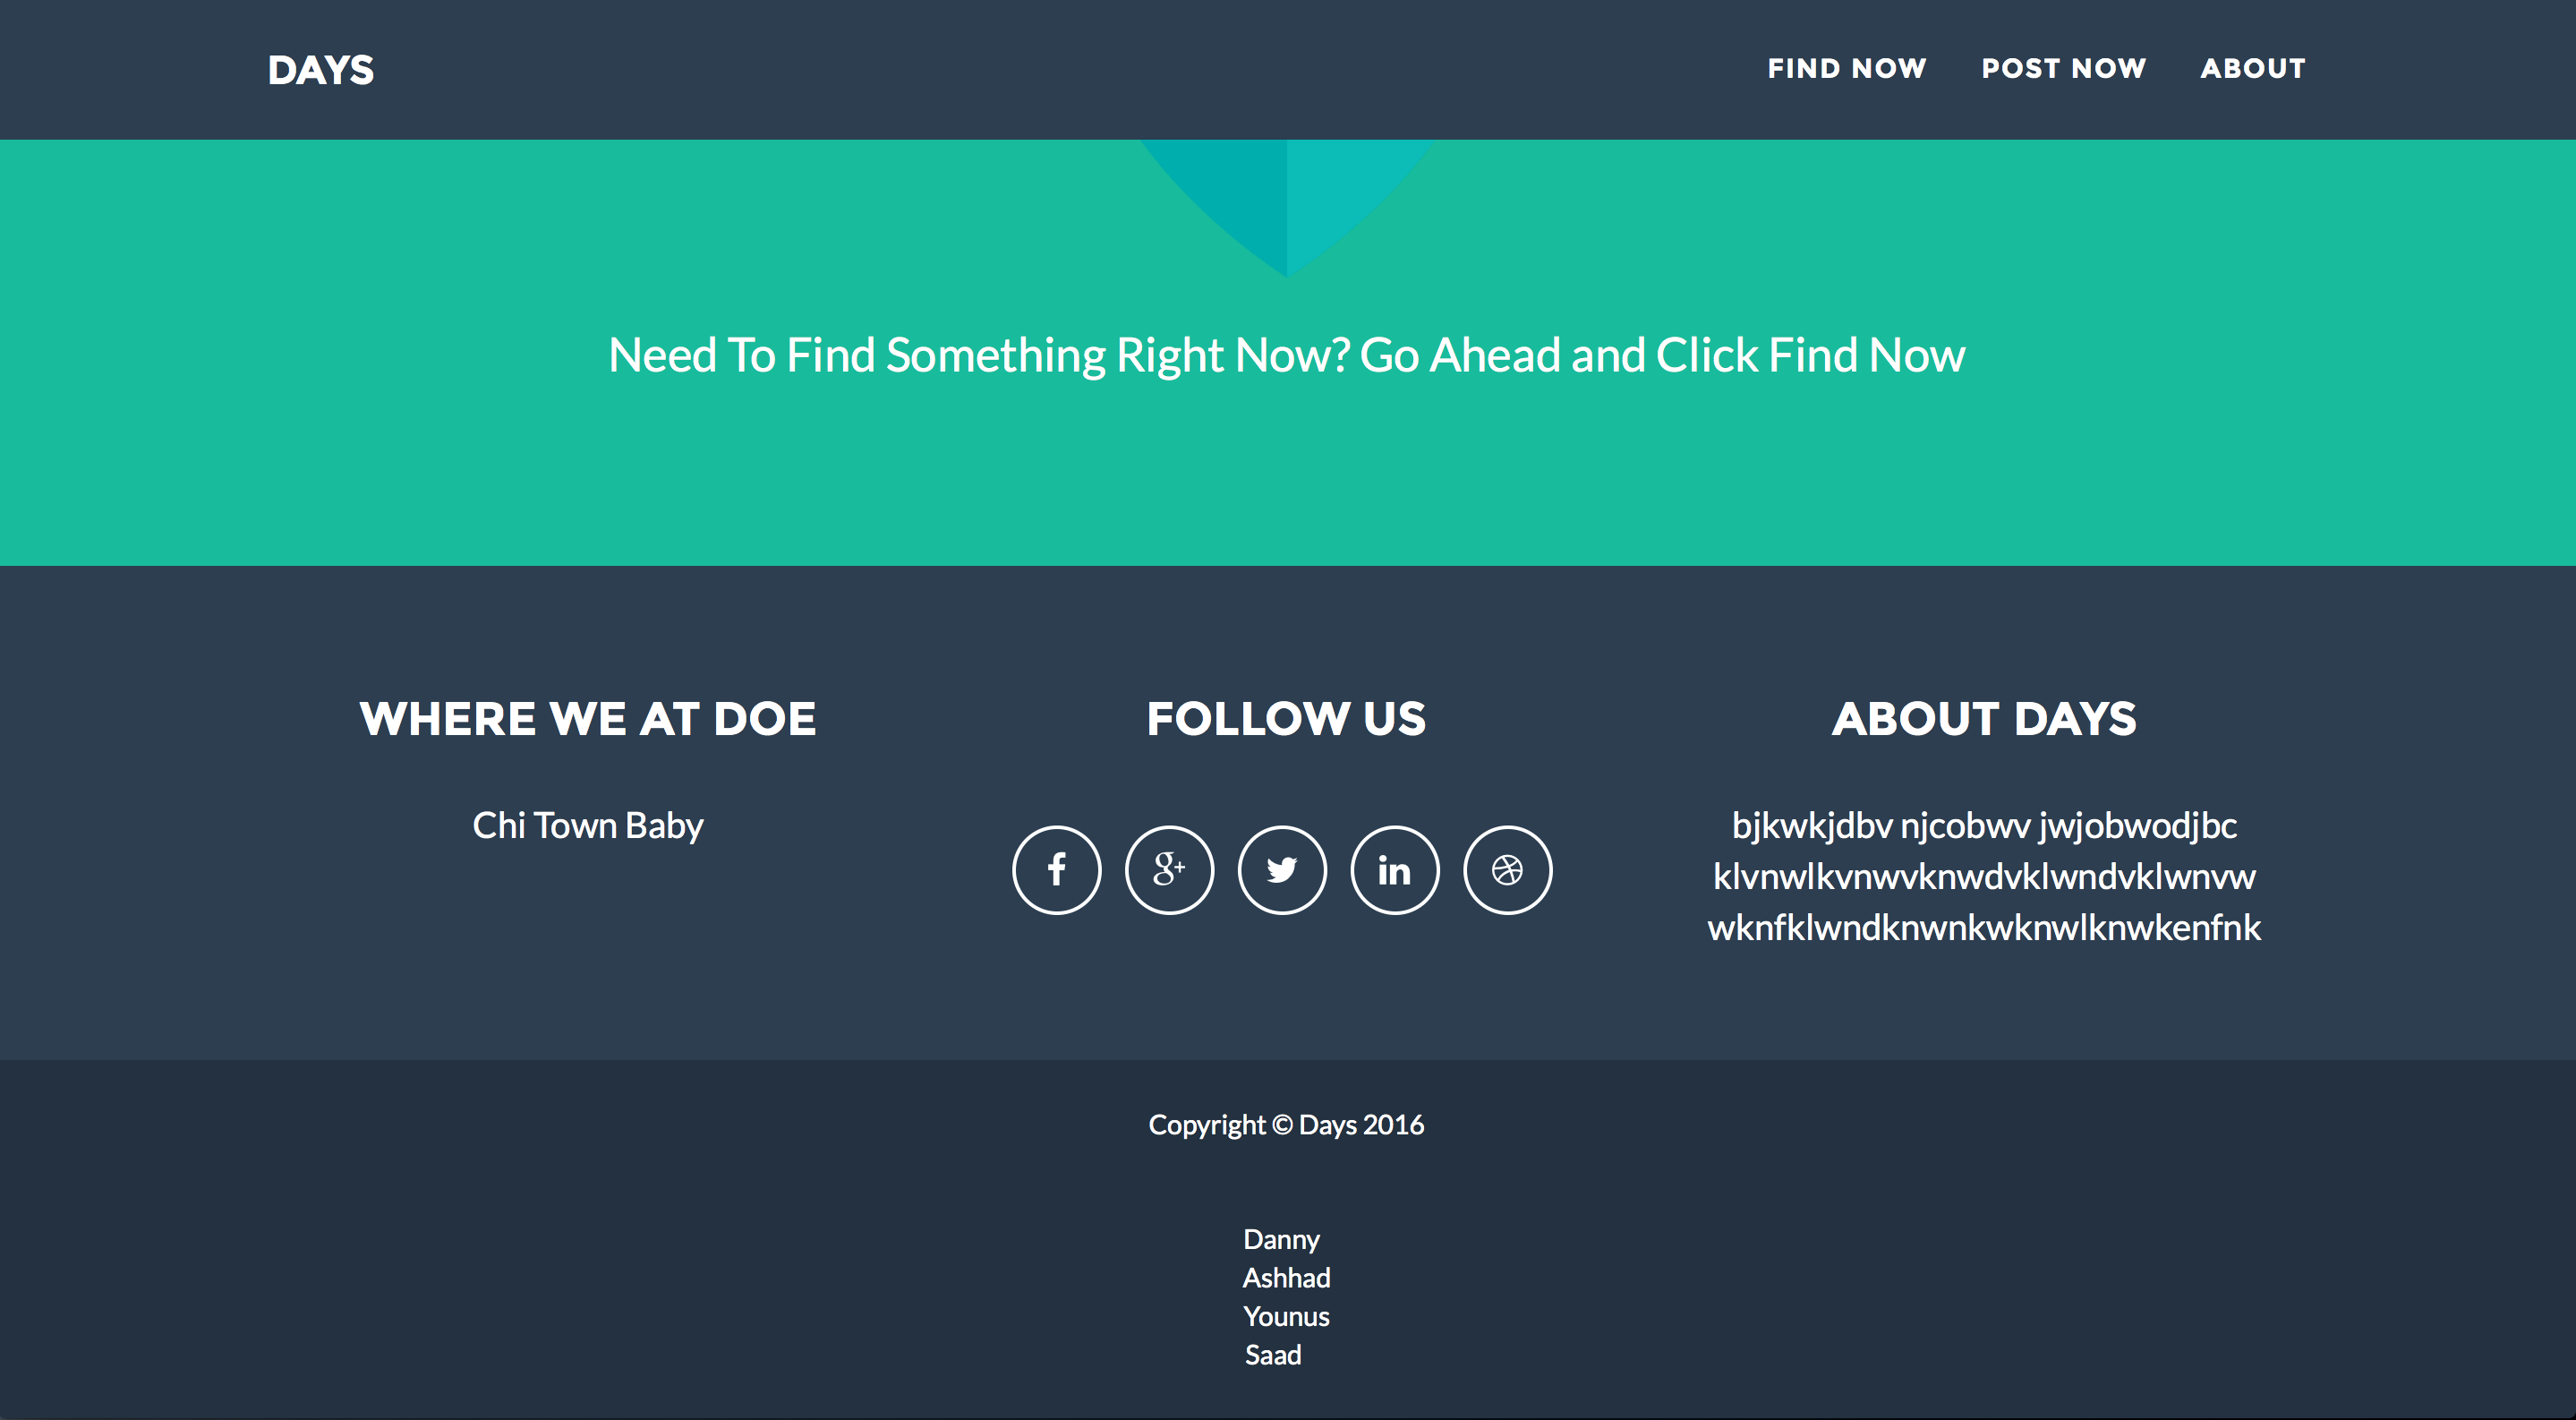 DAYS
FIND NOW
POST NOW
ABOUT
Need To Find Something Right Now? Go Ahead and Click Find Now
WHERE WE AT DOE
Chi Town Baby
FOLLOW US
ABOUT DAYS
bjkwkjdbv njcobwv jwjobwodjbc
klvnwlkvnwvknwdvklwndvklwnvw
wknfklwndknwnkwknwlknwkenfnk
Copyright © Days 2016
Danny
Ashhad
Younus
Saad